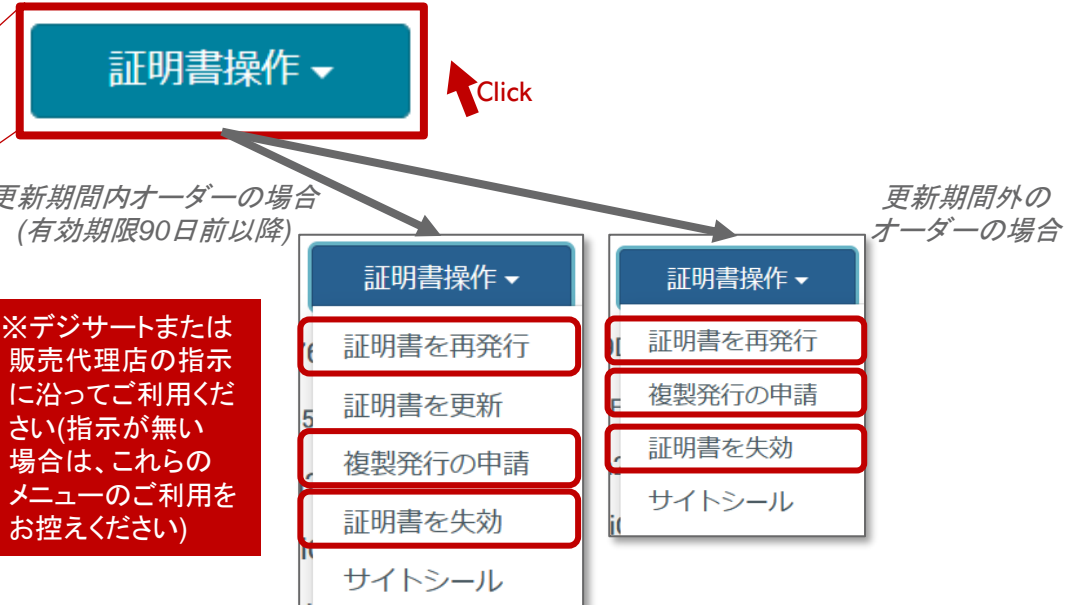 証明書操作
Click
更新期間内オーダーの場合
(有効期限90日前以降)
更新期間外の
オーダーの場合
※デジサートまたは
販売代理店の指示
に沿ってご利用くだ
さい(指示が無い
場合は、これらの
メニューのご利用を
お控えください)
証明書操作
証明書を再発行
証明書を更新
複製発行の申請
証明書を失効
サイトシール
証明書操作
証明書を再発行
複製発行の申請
証明書を失効
サイトシール